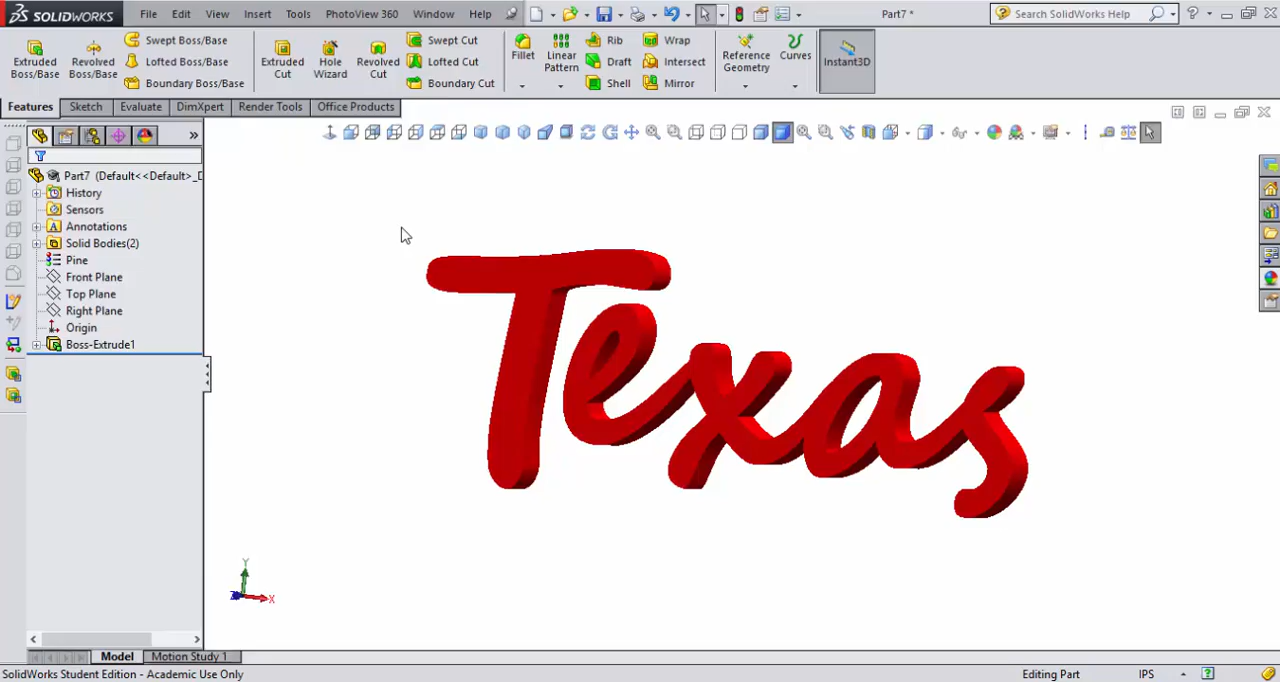 SOLIDWORKS File Edit View Insert Tools PhotoView 360 Window Help Part7 * Search SolidWorks Help
Extruded Boss/Base
Revolved Boss/Base
Swept Boss/Base
Lofted Boss/Base
Boundary Boss/Base
Extruded Cut
Hole Wizard
Revolved Cut
Swept Cut
Lofted Cut
Boundary Cut
Fillet
Linear Pattern
Rib
Draft
Shell
Wrap
Intersect
Mirror
Reference Geometry
Curves
Instant3D
Features Sketch Evaluate DimXpert Render Tools Office Products
Part7 (Default<<Default>_D
History
Sensors
Annotations
Solid Bodies(2)
Pine
Front Plane
Top Plane
Right Plane
Origin
Boss-Extrude1
Texas
Y
X
Model Motion Study 1
SolidWorks Student Edition - Academic Use Only Editing Part IPS